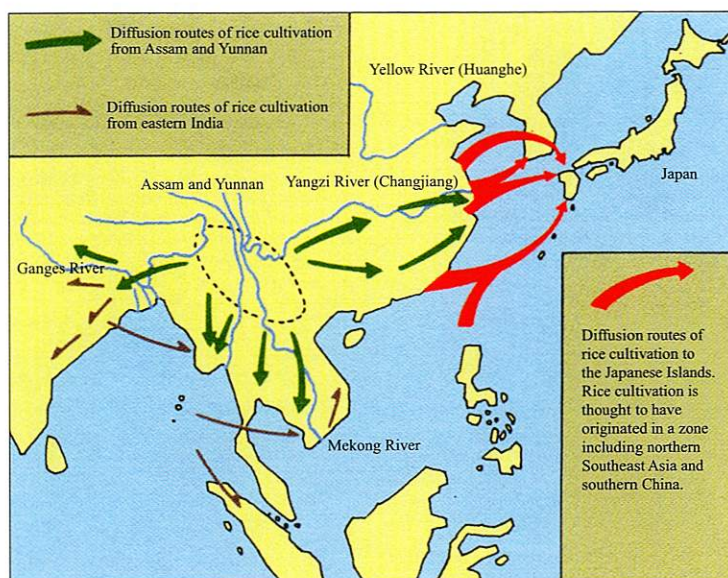 Diffusion routes of rice cultivation
from Assam and Yunnan
Diffusion routes of rice cultivation
from eastern India
Yellow River (Huanghe)
Assam and Yunnan
Yangzi River (Changjiang)
Japan
Ganges River
Mekong River
Diffusion routes of
rice cultivation to
the Japanese Islands.
Rice cultivation is
thought to have
originated in a zone
including northern
Southeast Asia and
southern China.